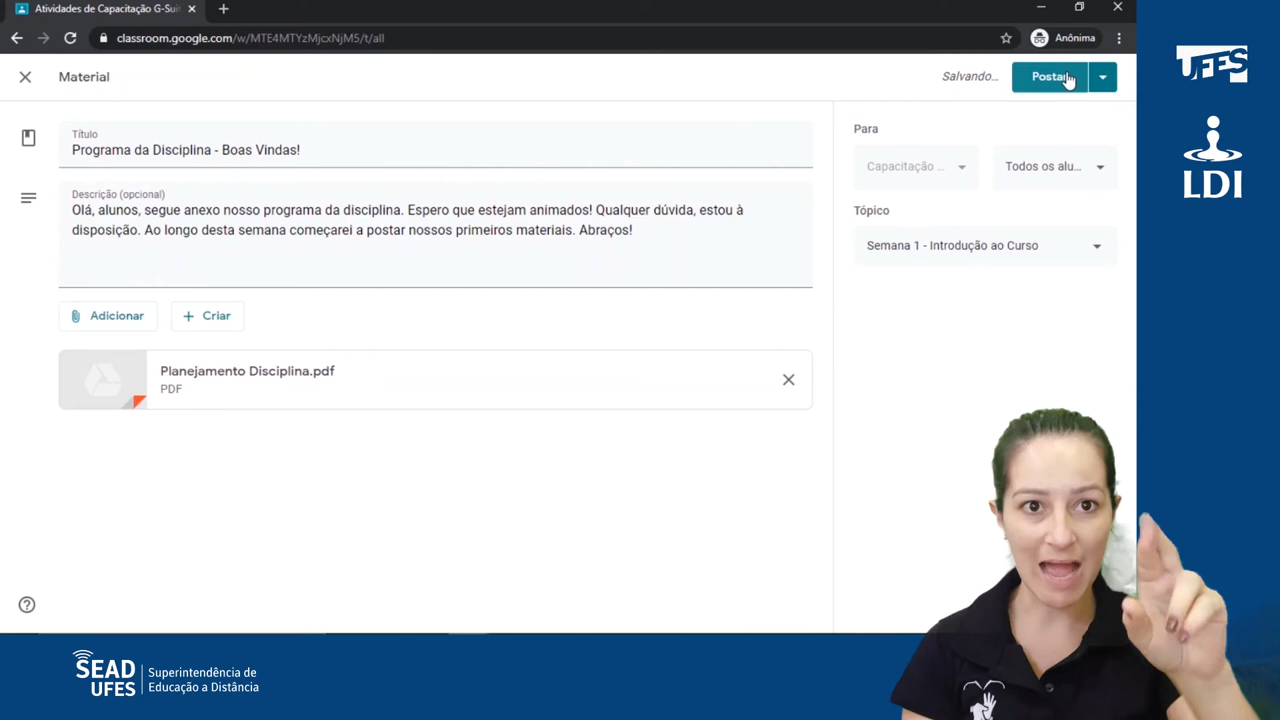 Atividades de Capacitação G-Suit
classroom.google.com/w/MTE4MTYzMjcxNjM5/t/all
Anônima
Material
Salvando...
Postar
Título
Programa da Disciplina - Boas Vindas!
Descrição (opcional)
Olá, alunos, segue anexo nosso programa da disciplina. Espero que estejam animados! Qualquer dúvida, estou à
disposição. Ao longo desta semana começarei a postar nossos primeiros materiais. Abraços!
Adicionar
Criar
Planejamento Disciplina.pdf
PDF
Para
Capacitação ...
Todos os alu...
Tópico
Semana 1 - Introdução ao Curso
UFES
LDI
SEAD
UFES
Superintendência de
Educação a Distância